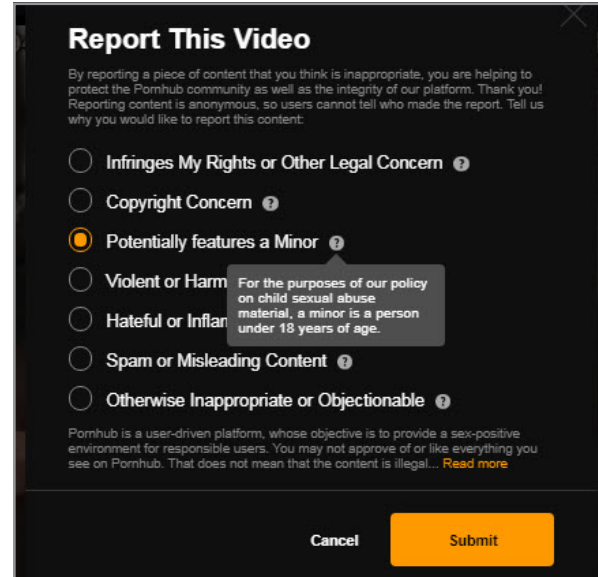 Report This Video
By reporting a piece of content that you think is inappropriate, you are helping to
protect the Pornhub community as well as the integrity of our platform. Thank you!
Reporting content is anonymous, so users cannot tell who made the report. Tell us
why you would like to report this content:
Infringes My Rights or Other Legal Concern ?
Copyright Concern ?
Potentially features a Minor ?
For the purposes of our policy
on child sexual abuse
material, a minor is a person
under 18 years of age.
Violent or Harm
Hateful or Inflam
Spam or Misleading Content ?
Otherwise Inappropriate or Objectionable ?
Pornhub is a user-driven platform, whose objective is to provide a sex-positive
environment for responsible users. You may not approve of or like everything you
see on Pornhub. That does not mean that the content is illegal... Read more
Cancel
Submit